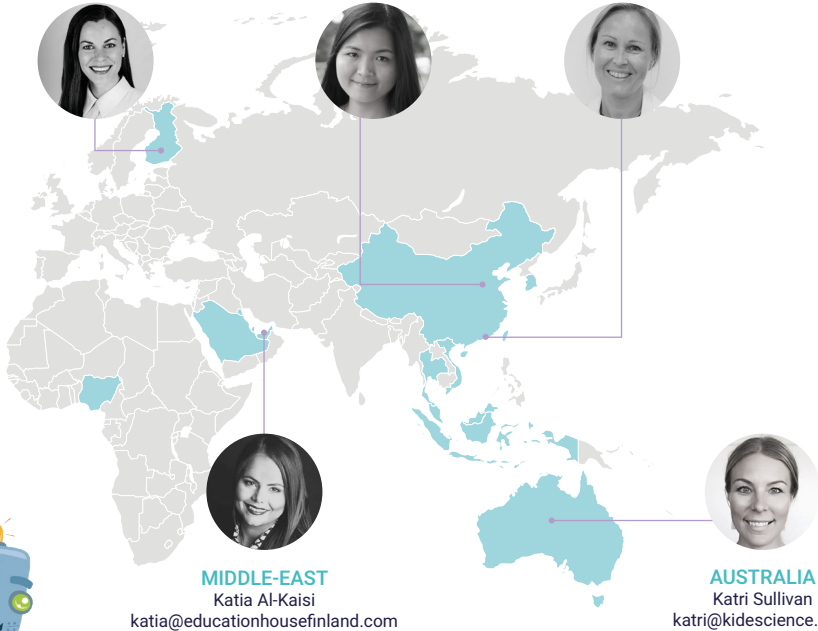 MIDDLE-EAST
Katia Al-Kaisi
katia@educationhousefinland.com
AUSTRALIA
Katri Sullivan
katri@kidescience.